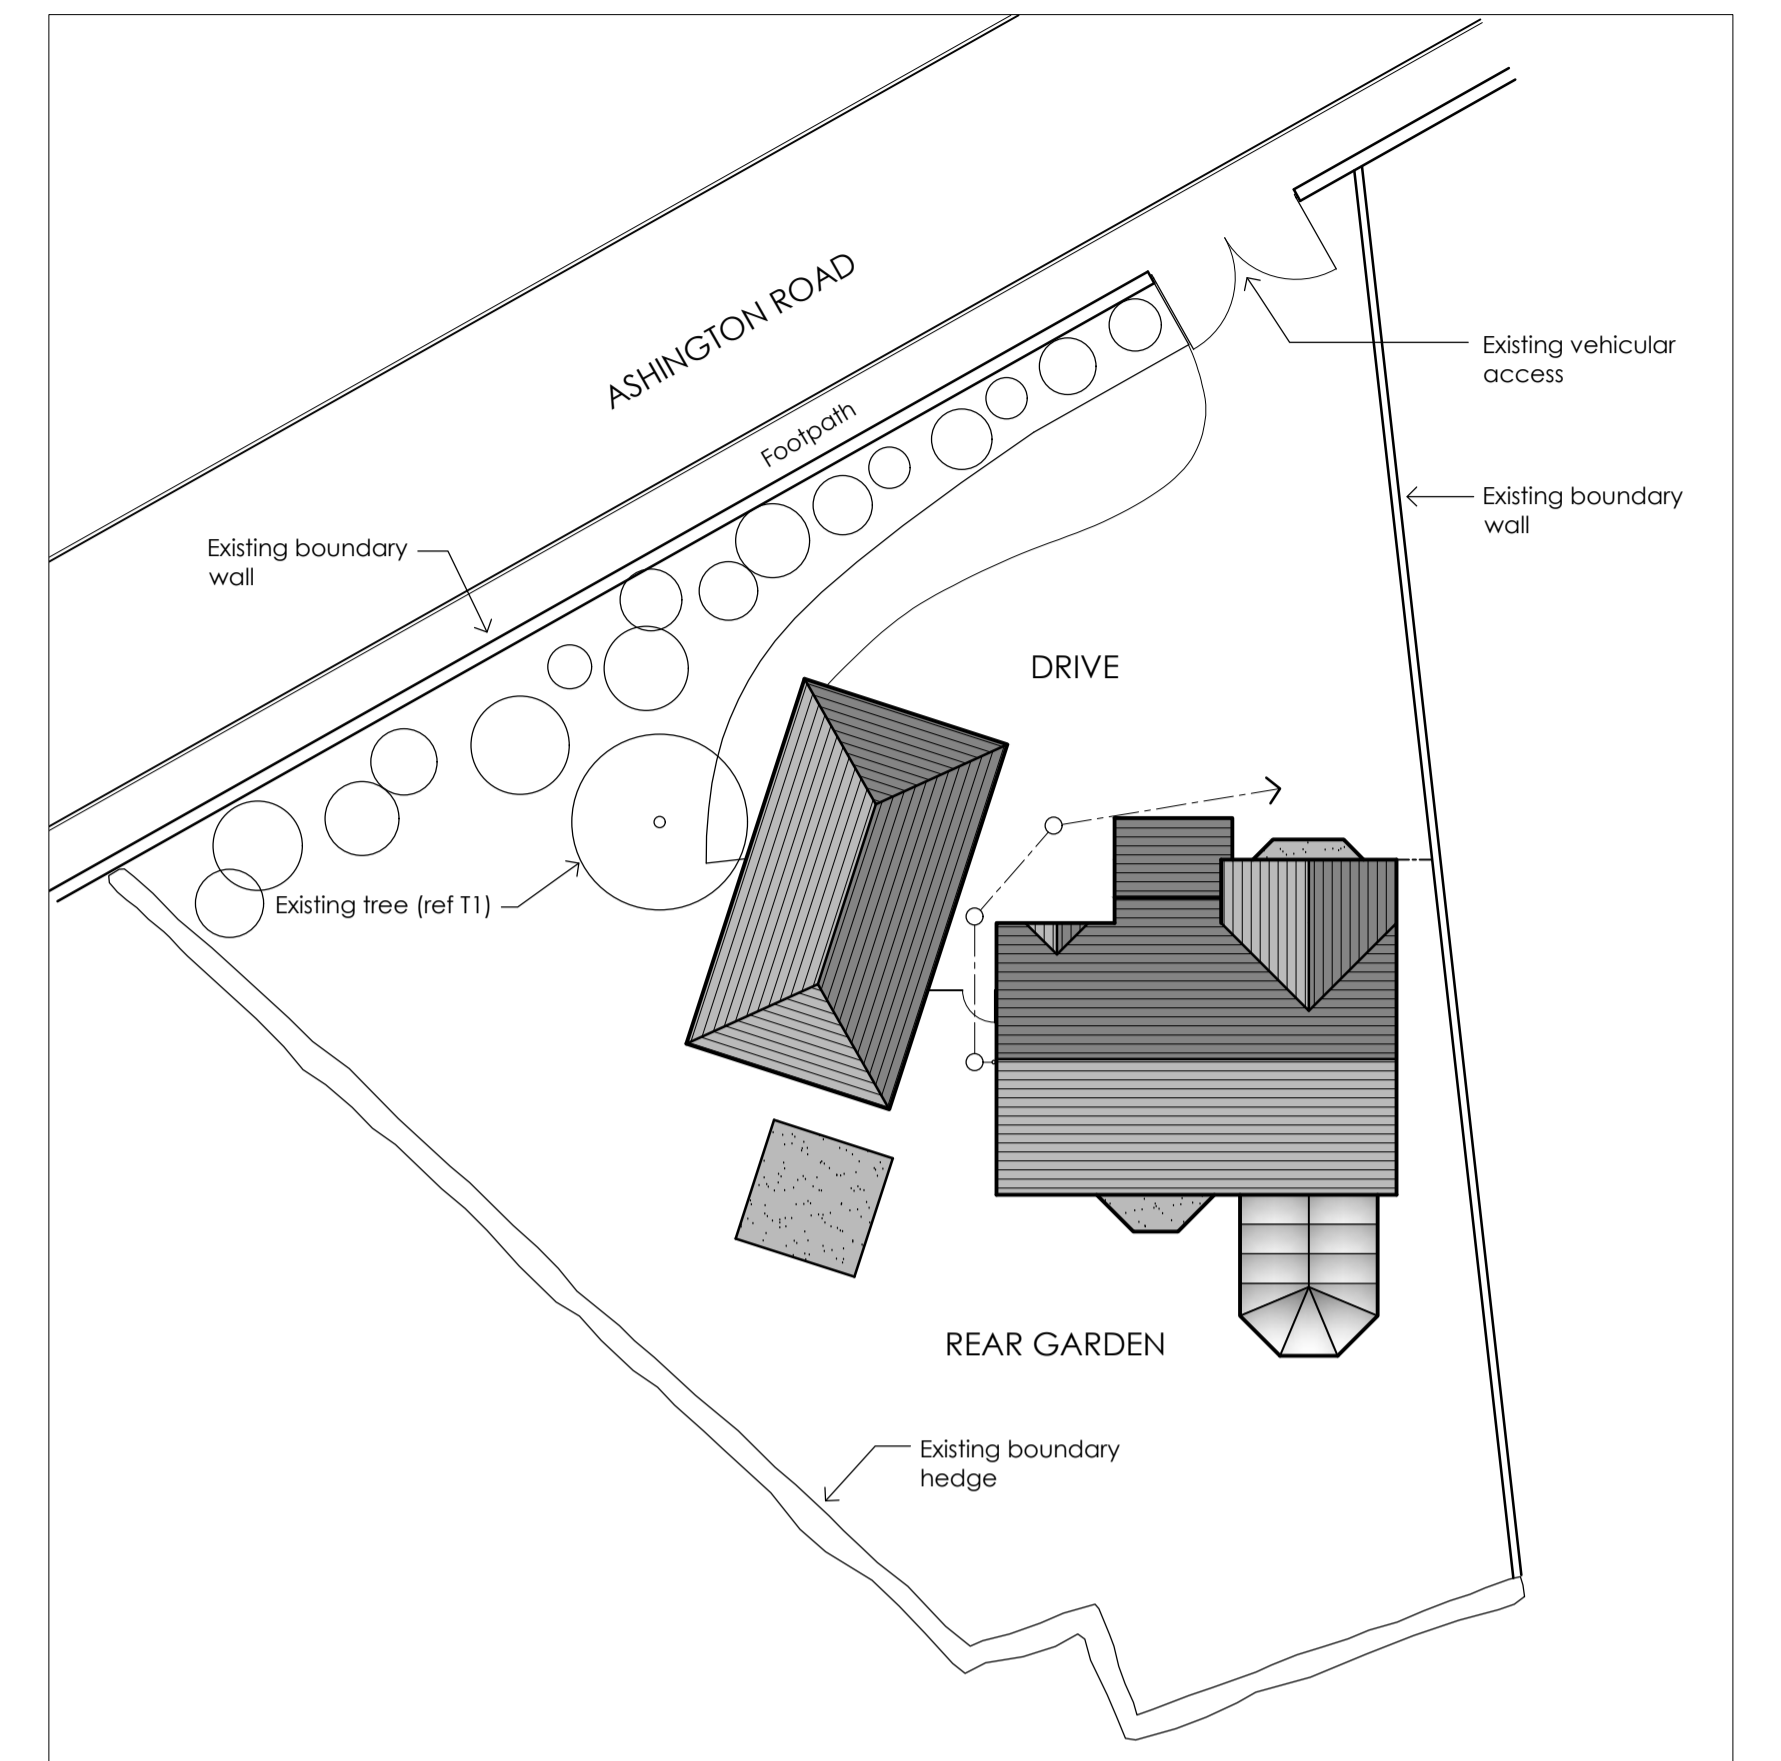 ASHINGTON ROAD
Footpath
Existing vehicular
access
Existing boundary
wall
Existing boundary
wall
DRIVE
Existing tree (ref T1)
REAR GARDEN
Existing boundary
hedge